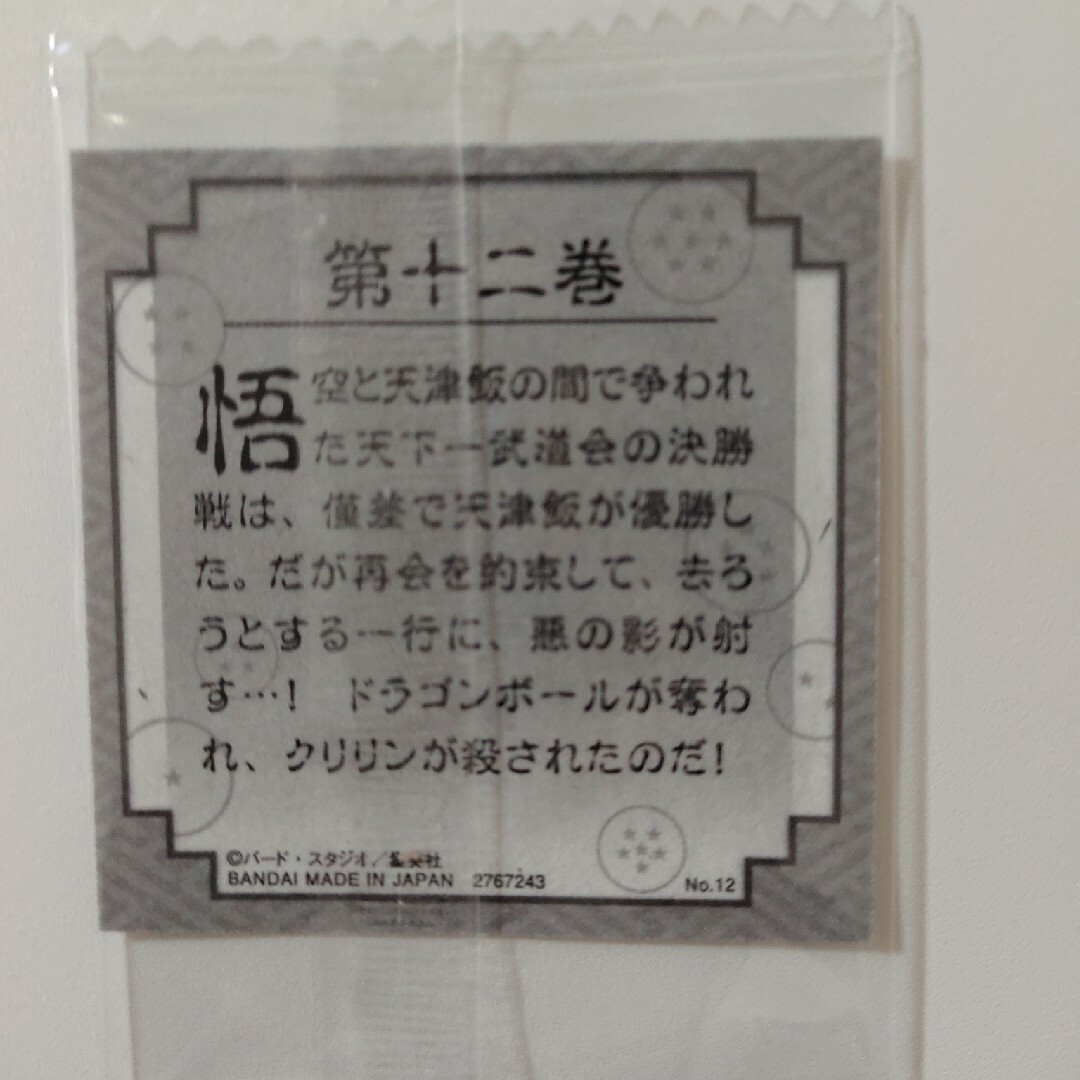 第十二巻
悟空と天津飯の間で争われ
た天下一武道会の決勝
戦は、僅差で天津飯が優勝し
た。だが再会を約束して、去ろ
うとする一行に、悪の影が射
す…! ドラゴンボールが奪わ
れ、クリリンが殺されたのだ!
©バード・スタジオ/集英社
BANDAI MADE IN JAPAN 2767243
No.12